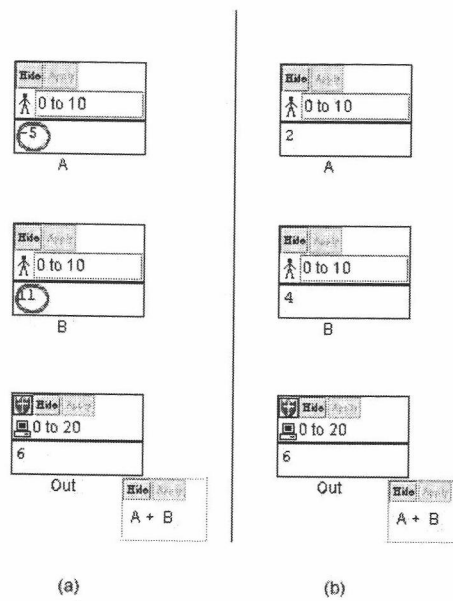 Hide Apply
0 to 10
-5
A
Hide Apply
0 to 10
11
B
Hide Apply
0 to 20
6
Out
Hide Apply
A + B
(a)
Hide Apply
0 to 10
2
A
Hide Apply
0 to 10
4
B
Hide Apply
0 to 20
6
Out
Hide Apply
A + B
(b)